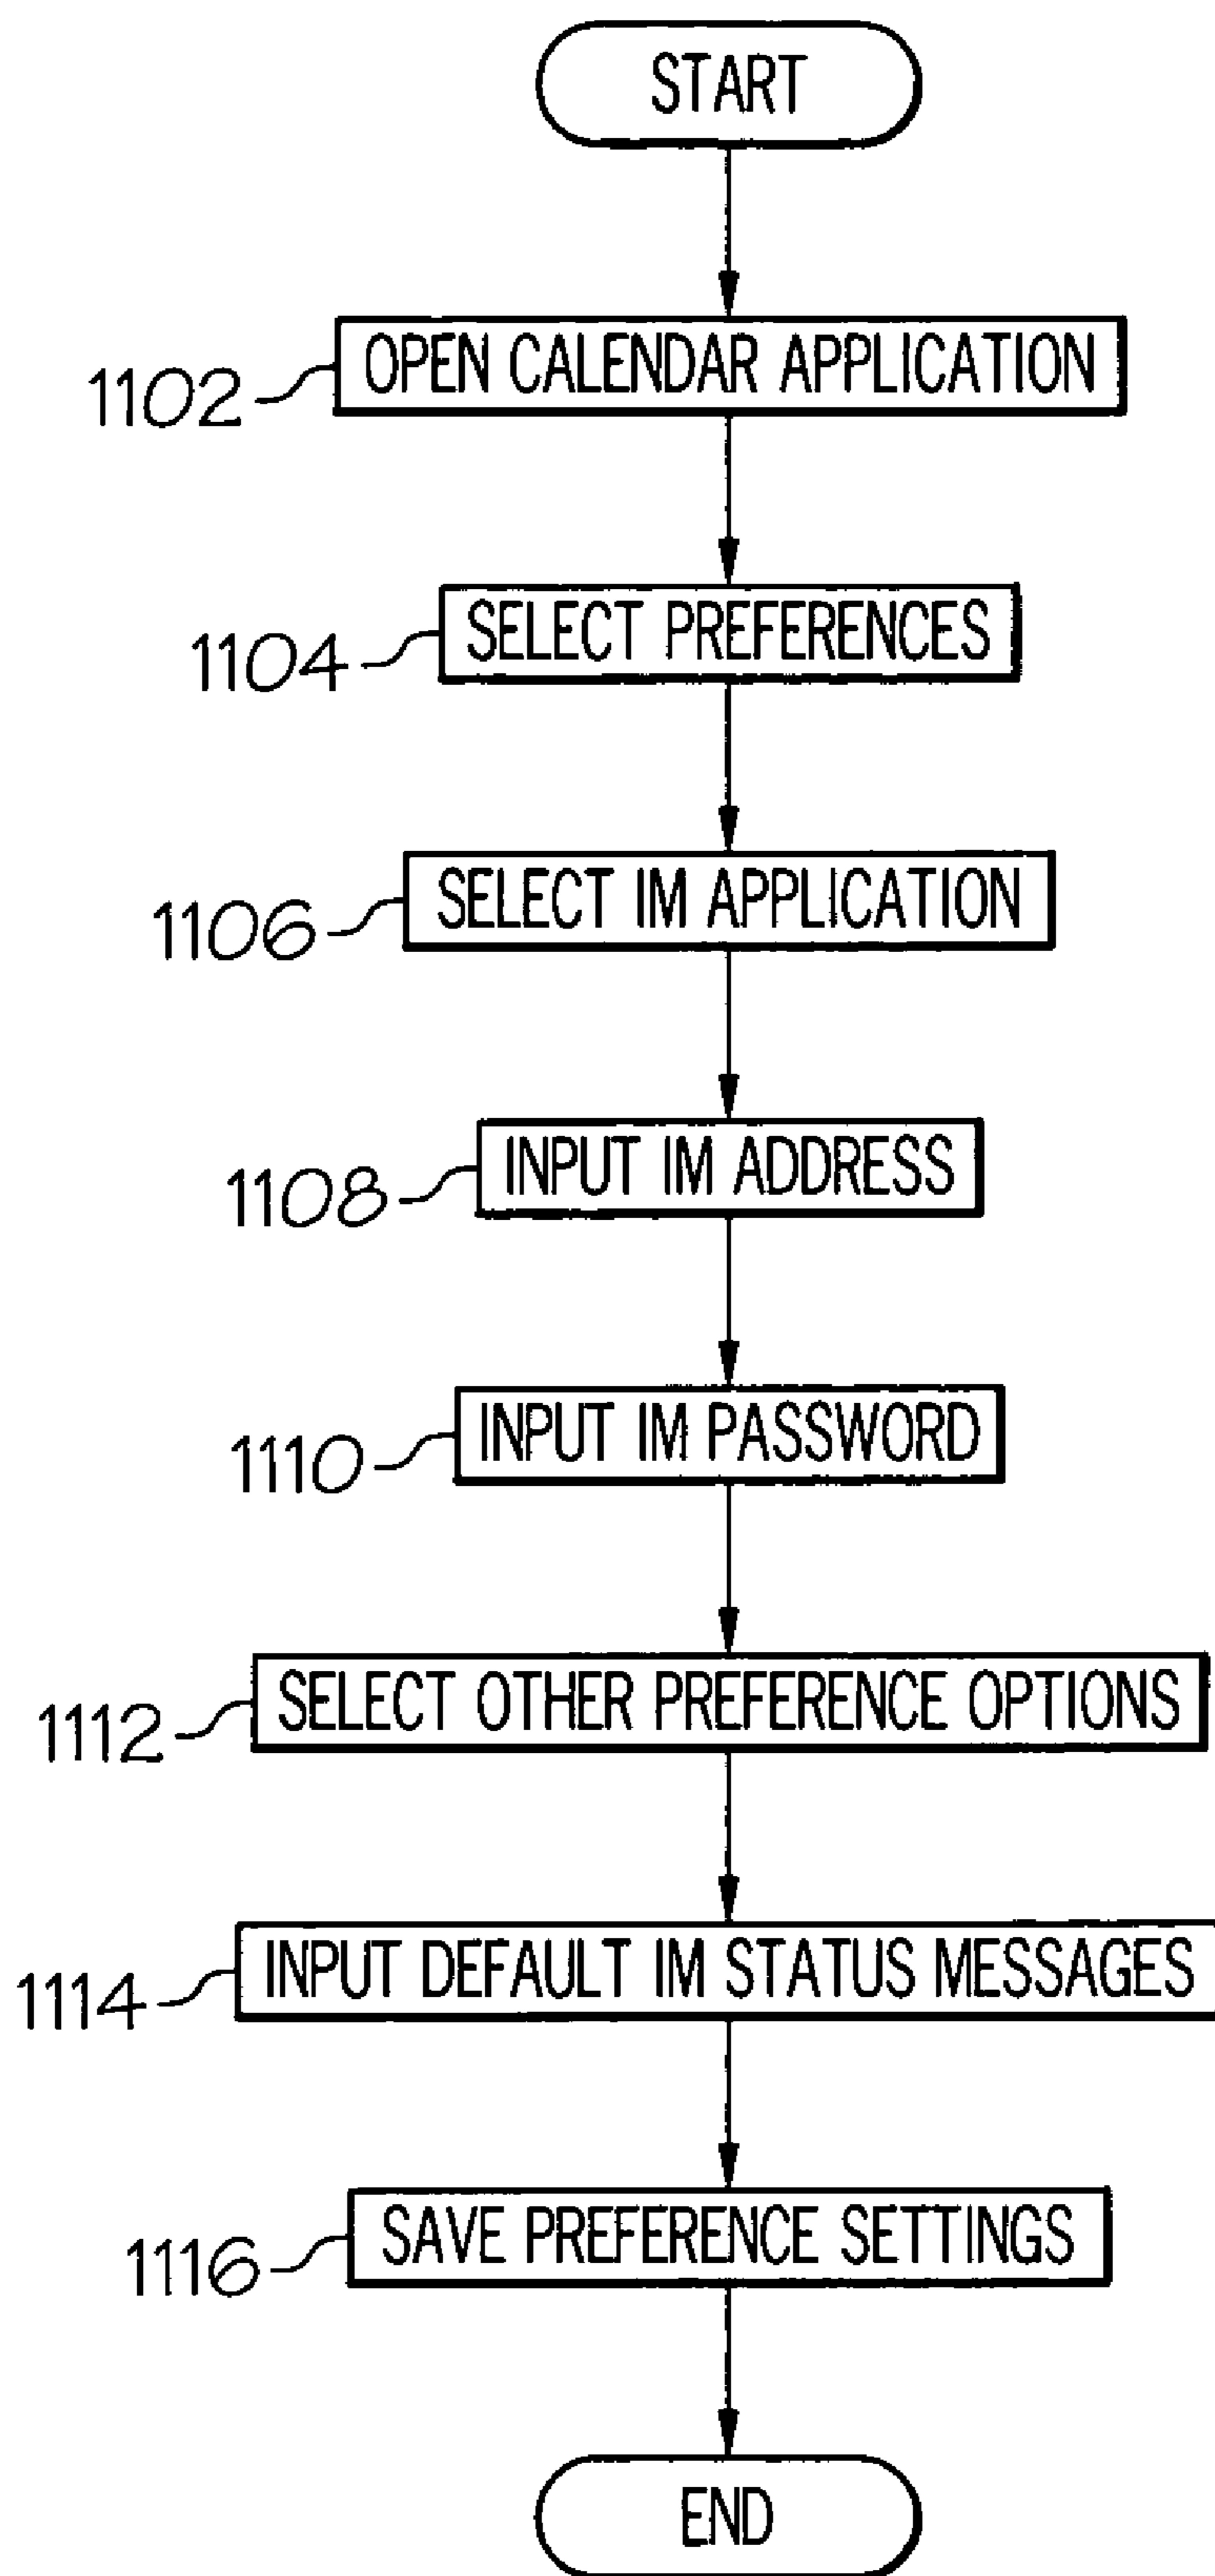 START
OPEN CALENDAR APPLICATION
1102
SELECT PREFERENCES
1104
SELECT IM APPLICATION
1106
INPUT IM ADDRESS
1108
INPUT IM PASSWORD
1110
SELECT OTHER PREFERENCE OPTIONS
1112
INPUT DEFAULT IM STATUS MESSAGES
1114
SAVE PREFERENCE SETTINGS
1116
END